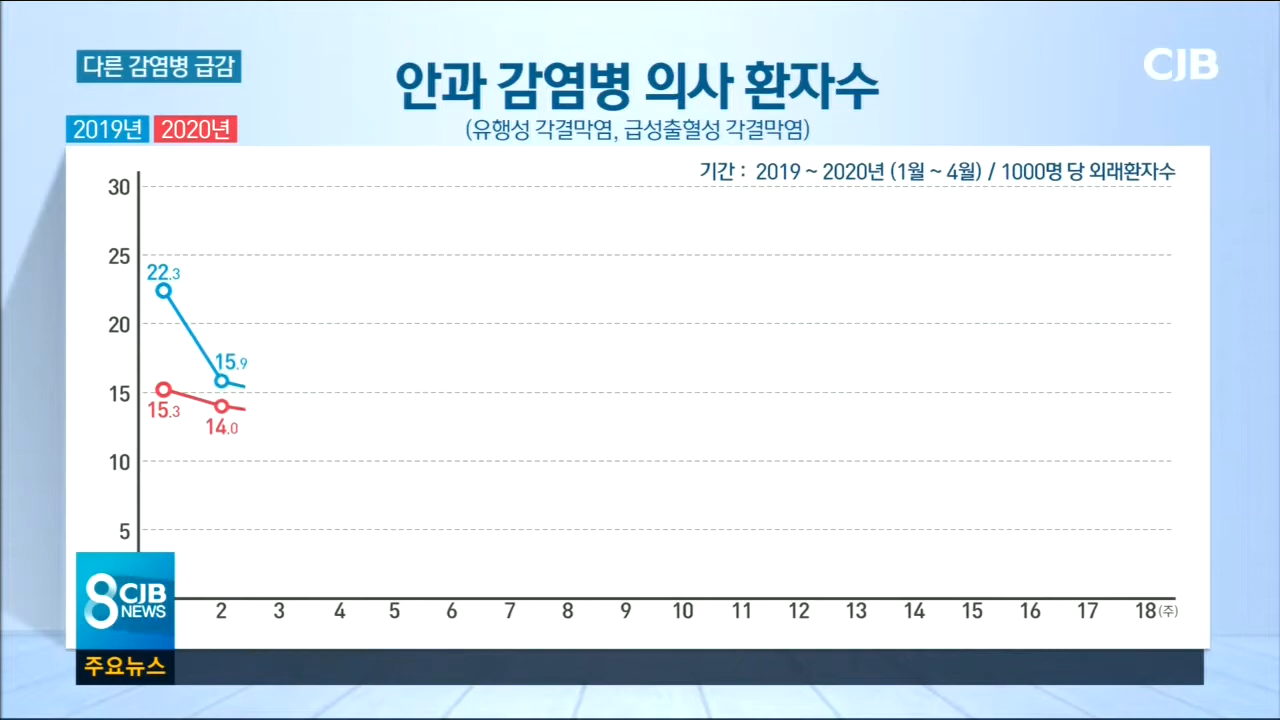 다른 감염병 급감
안과 감염병 의사 환자수
CJB
2019년 2020년
(유행성 각결막염, 급성출혈성 각결막염)
기간 : 2019 ~ 2020년 (1월 ~ 4월) / 1000명 당 외래환자수
30
25
22.3
20
15.9
15
15.3
14.0
10
5
8 CJB NEWS
2 3 4 5 6 7 8 9 10 11 12 13 14 15 16 17 18 (주)
주요뉴스